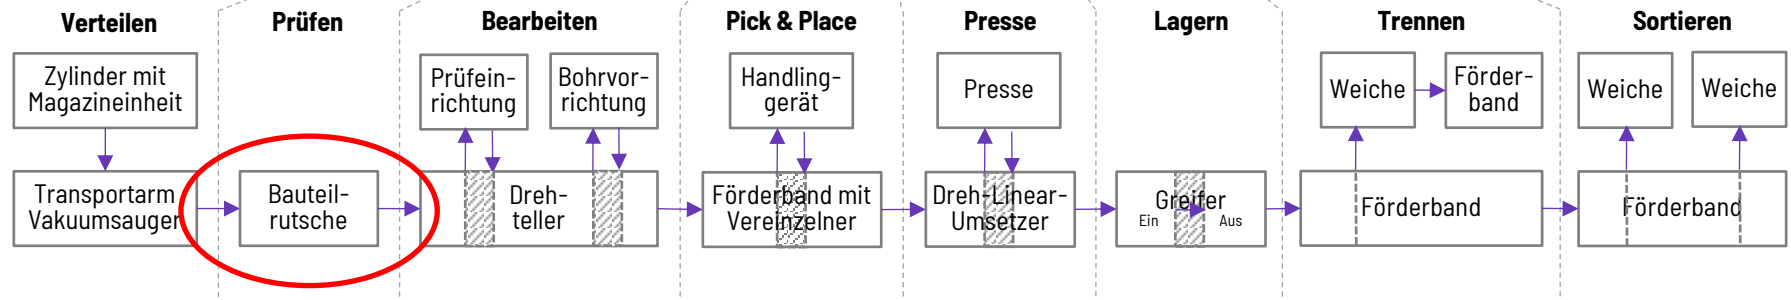 Verteilen
Prüfen
Bearbeiten
Pick & Place
Presse
Lagern
Trennen
Sortieren
Zylinder mit
Magazineinheit
Prüfein-
richtung
Bohrvor-
richtung
Handling-
gerät
Presse
Weiche
Förder-
band
Weiche
Weiche
Transportarm
Vakuumsauger
Bauteil-
rutsche
Dreh-
teller
Förderband mit
Vereinzelner
Dreh-Linear-
Umsetzer
Greifer
Ein
Aus
Förderband
Förderband